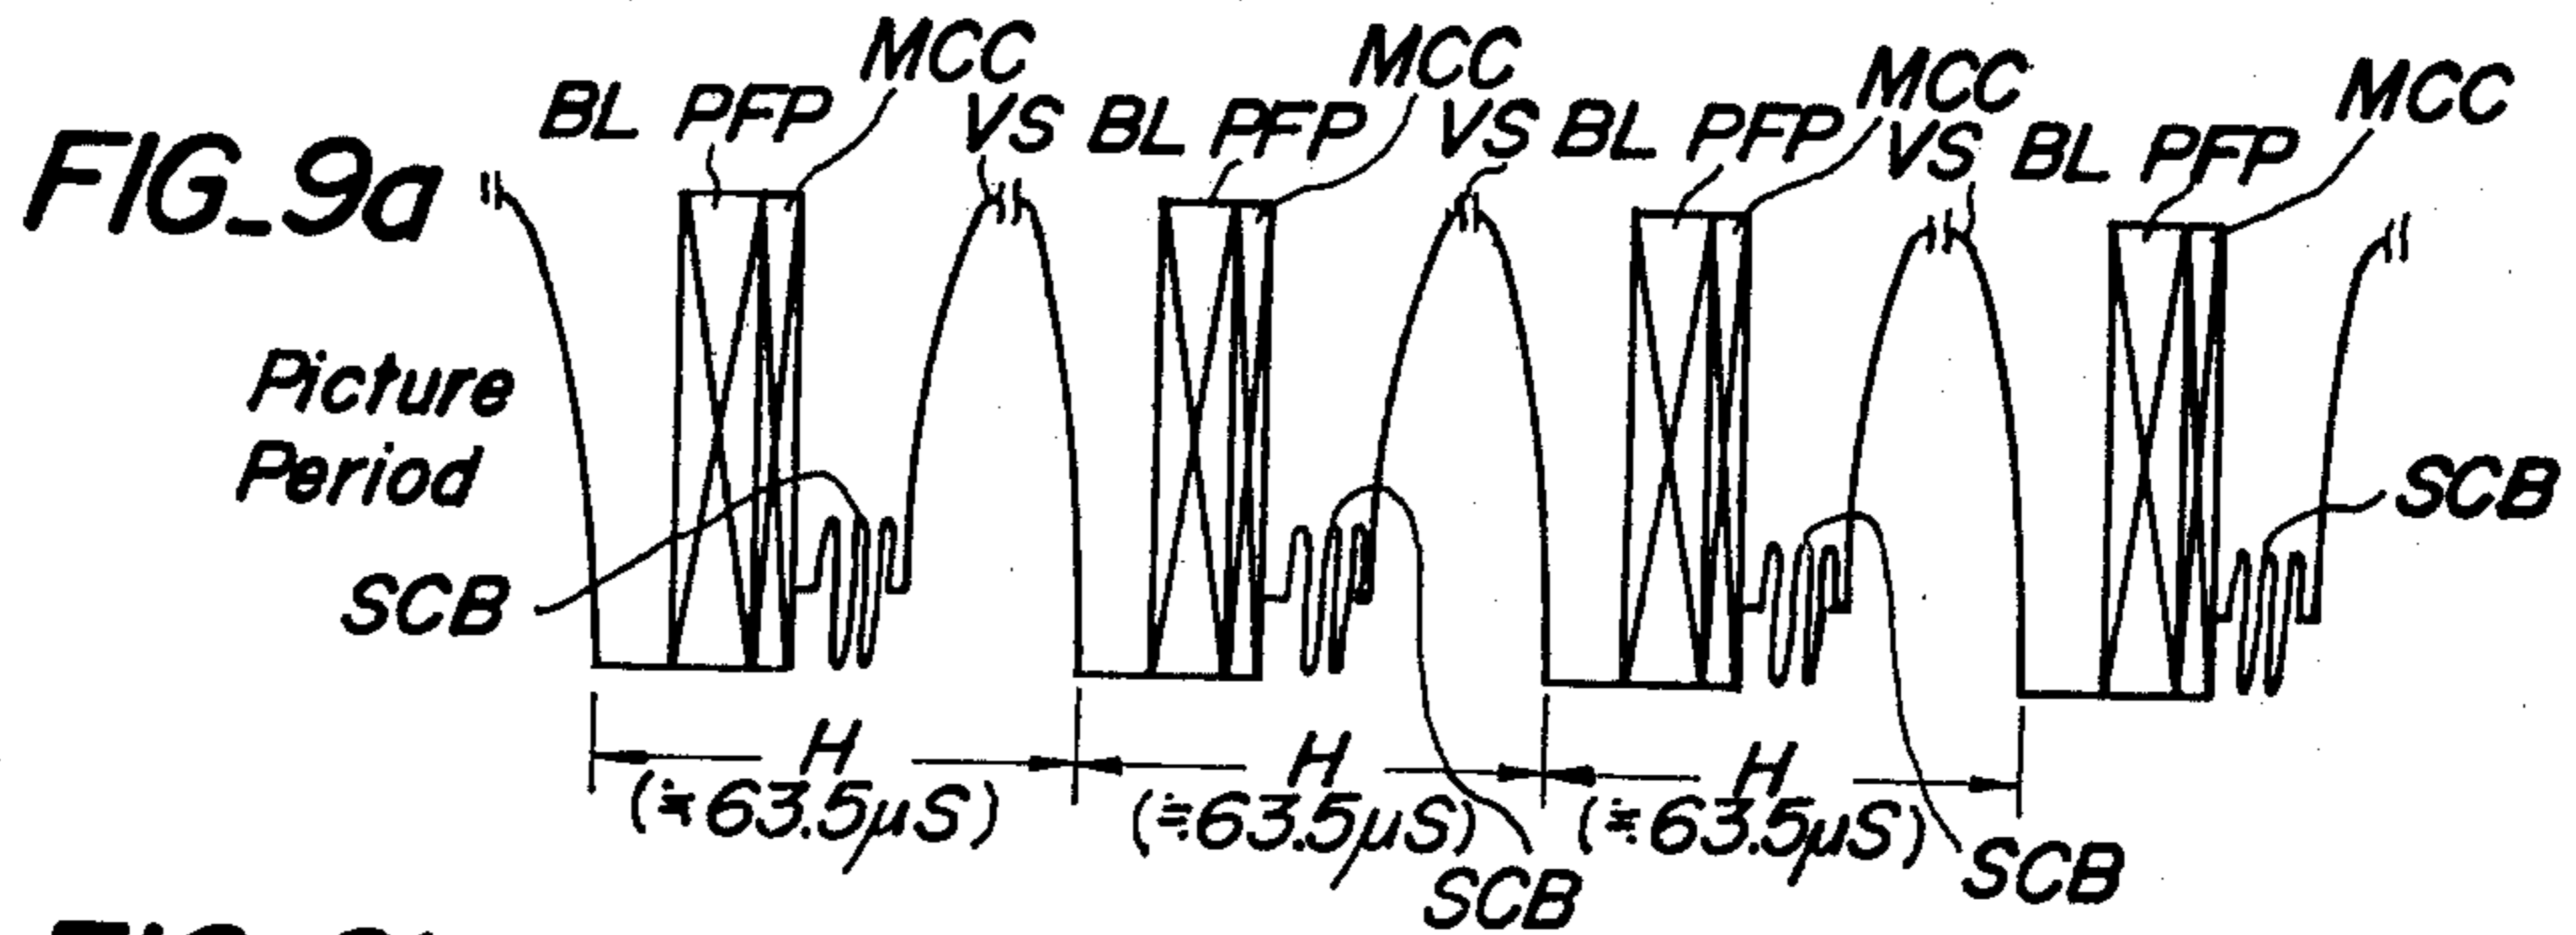 FIG_9a
BL PFP MCC
VS BL PFP MCC
VS BL PFP MCC
VS BL PFP MCC
Picture
Period
SCB
SCB
H
(≒63.5μS)
H
(≒63.5μS)
H
(≒63.5μS)
SCB
SCB